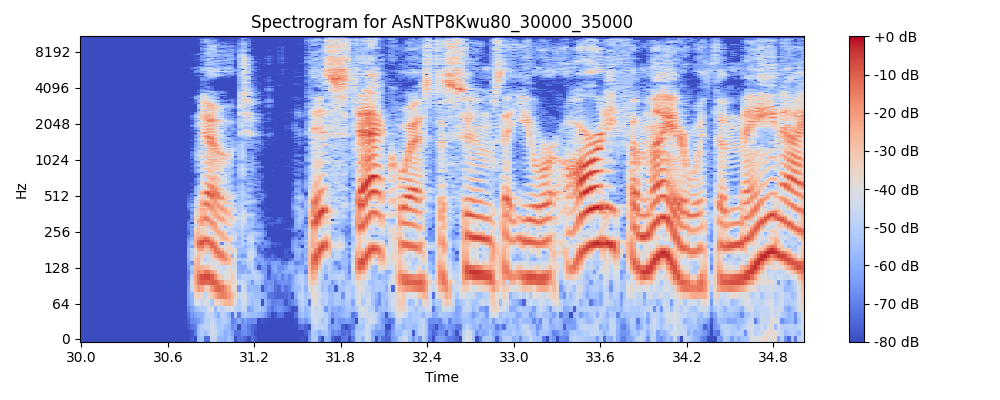 Spectrogram for AsNTP8Kwu80_30000_35000
8192
4096
2048
1024
512
256
128
64
0
Hz
30.0 30.6 31.2 31.8 32.4 33.0 33.6 34.2 34.8
Time
+0 dB
-10 dB
-20 dB
-30 dB
-40 dB
-50 dB
-60 dB
-70 dB
-80 dB